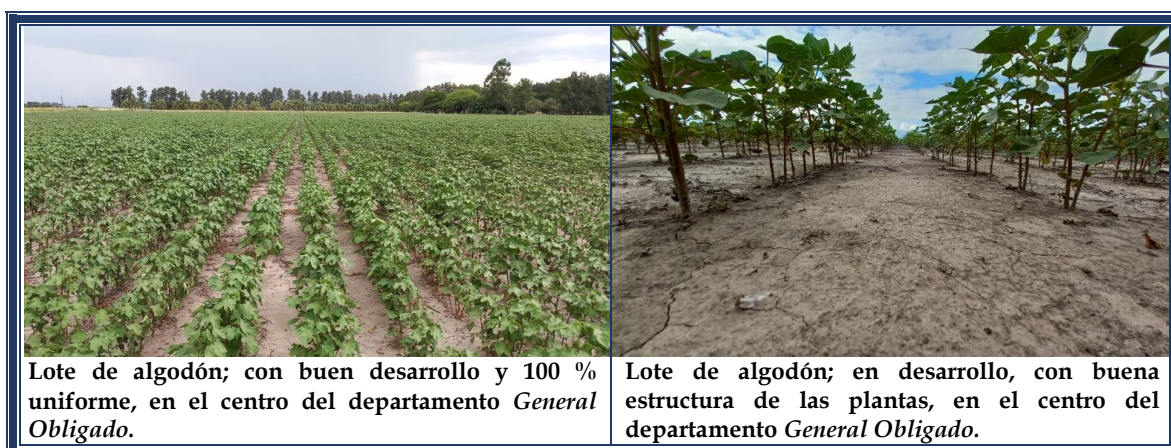 Lote de algodón; con buen desarrollo y 100 %
uniforme, en el centro del departamento General
Obligado.
Lote de algodón; en desarrollo, con buena
estructura de las plantas, en el centro del
departamento General Obligado.